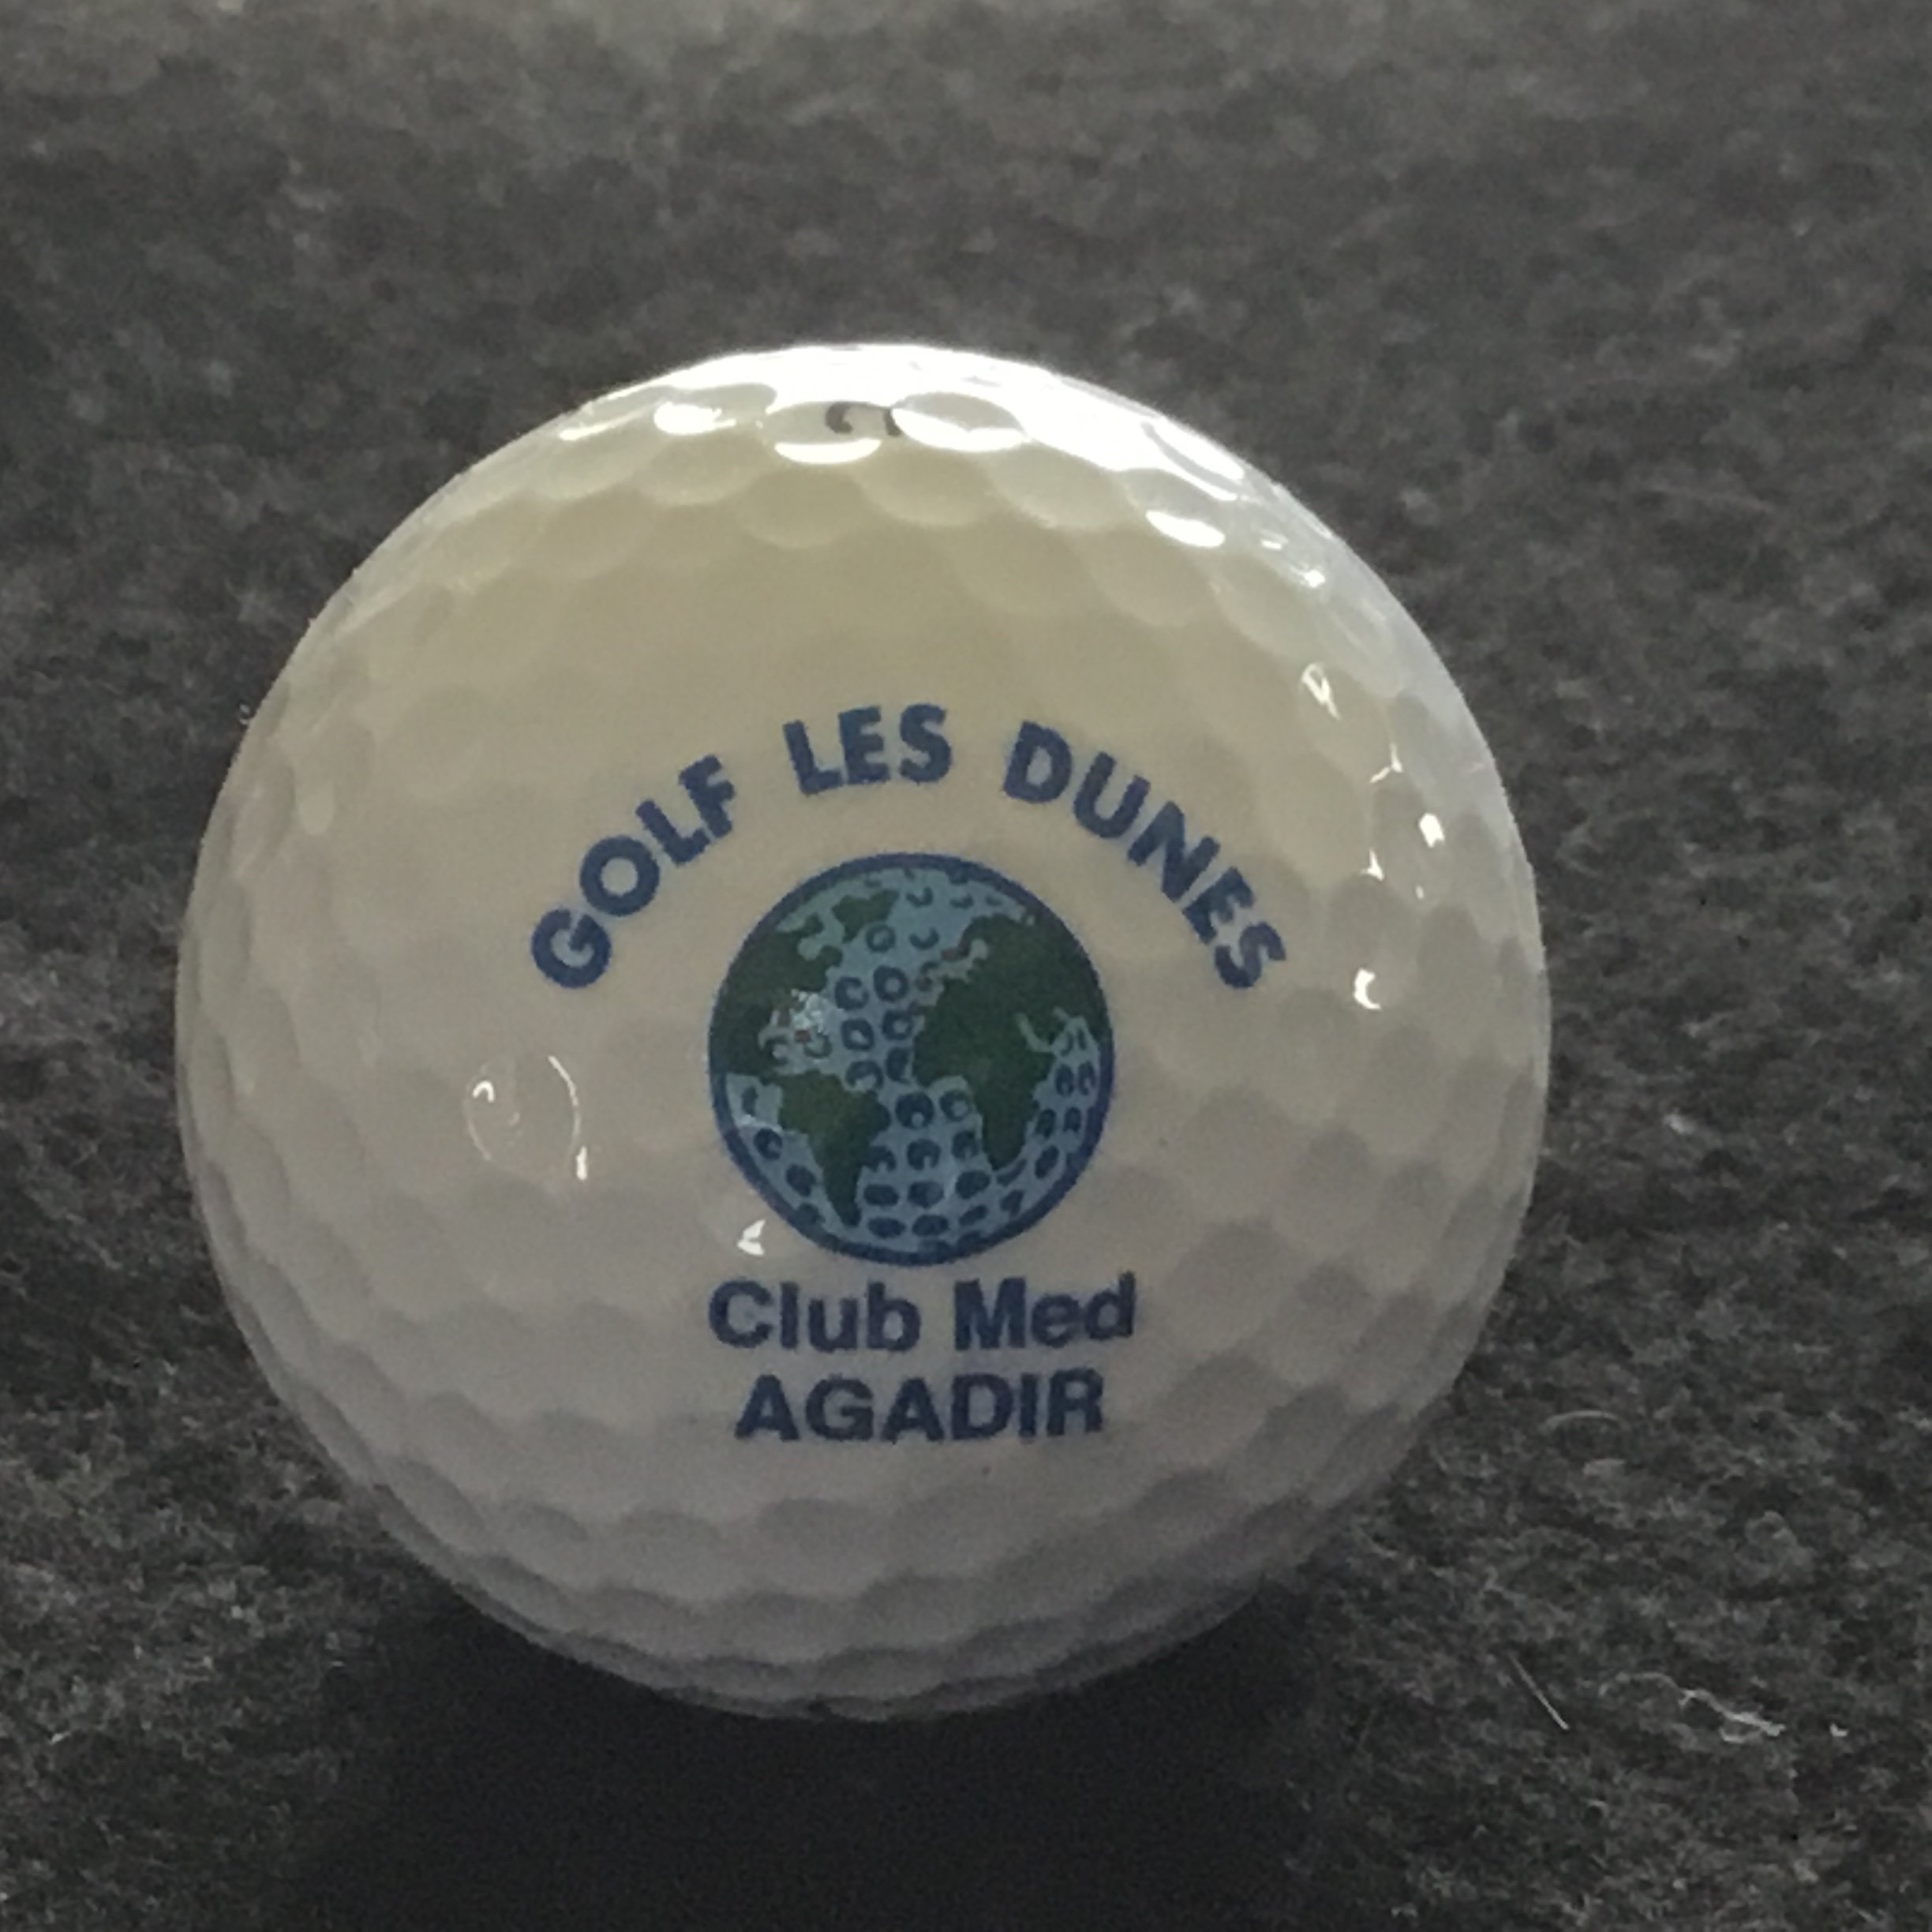 GOLF LES DUNES
Club Med
AGADIR